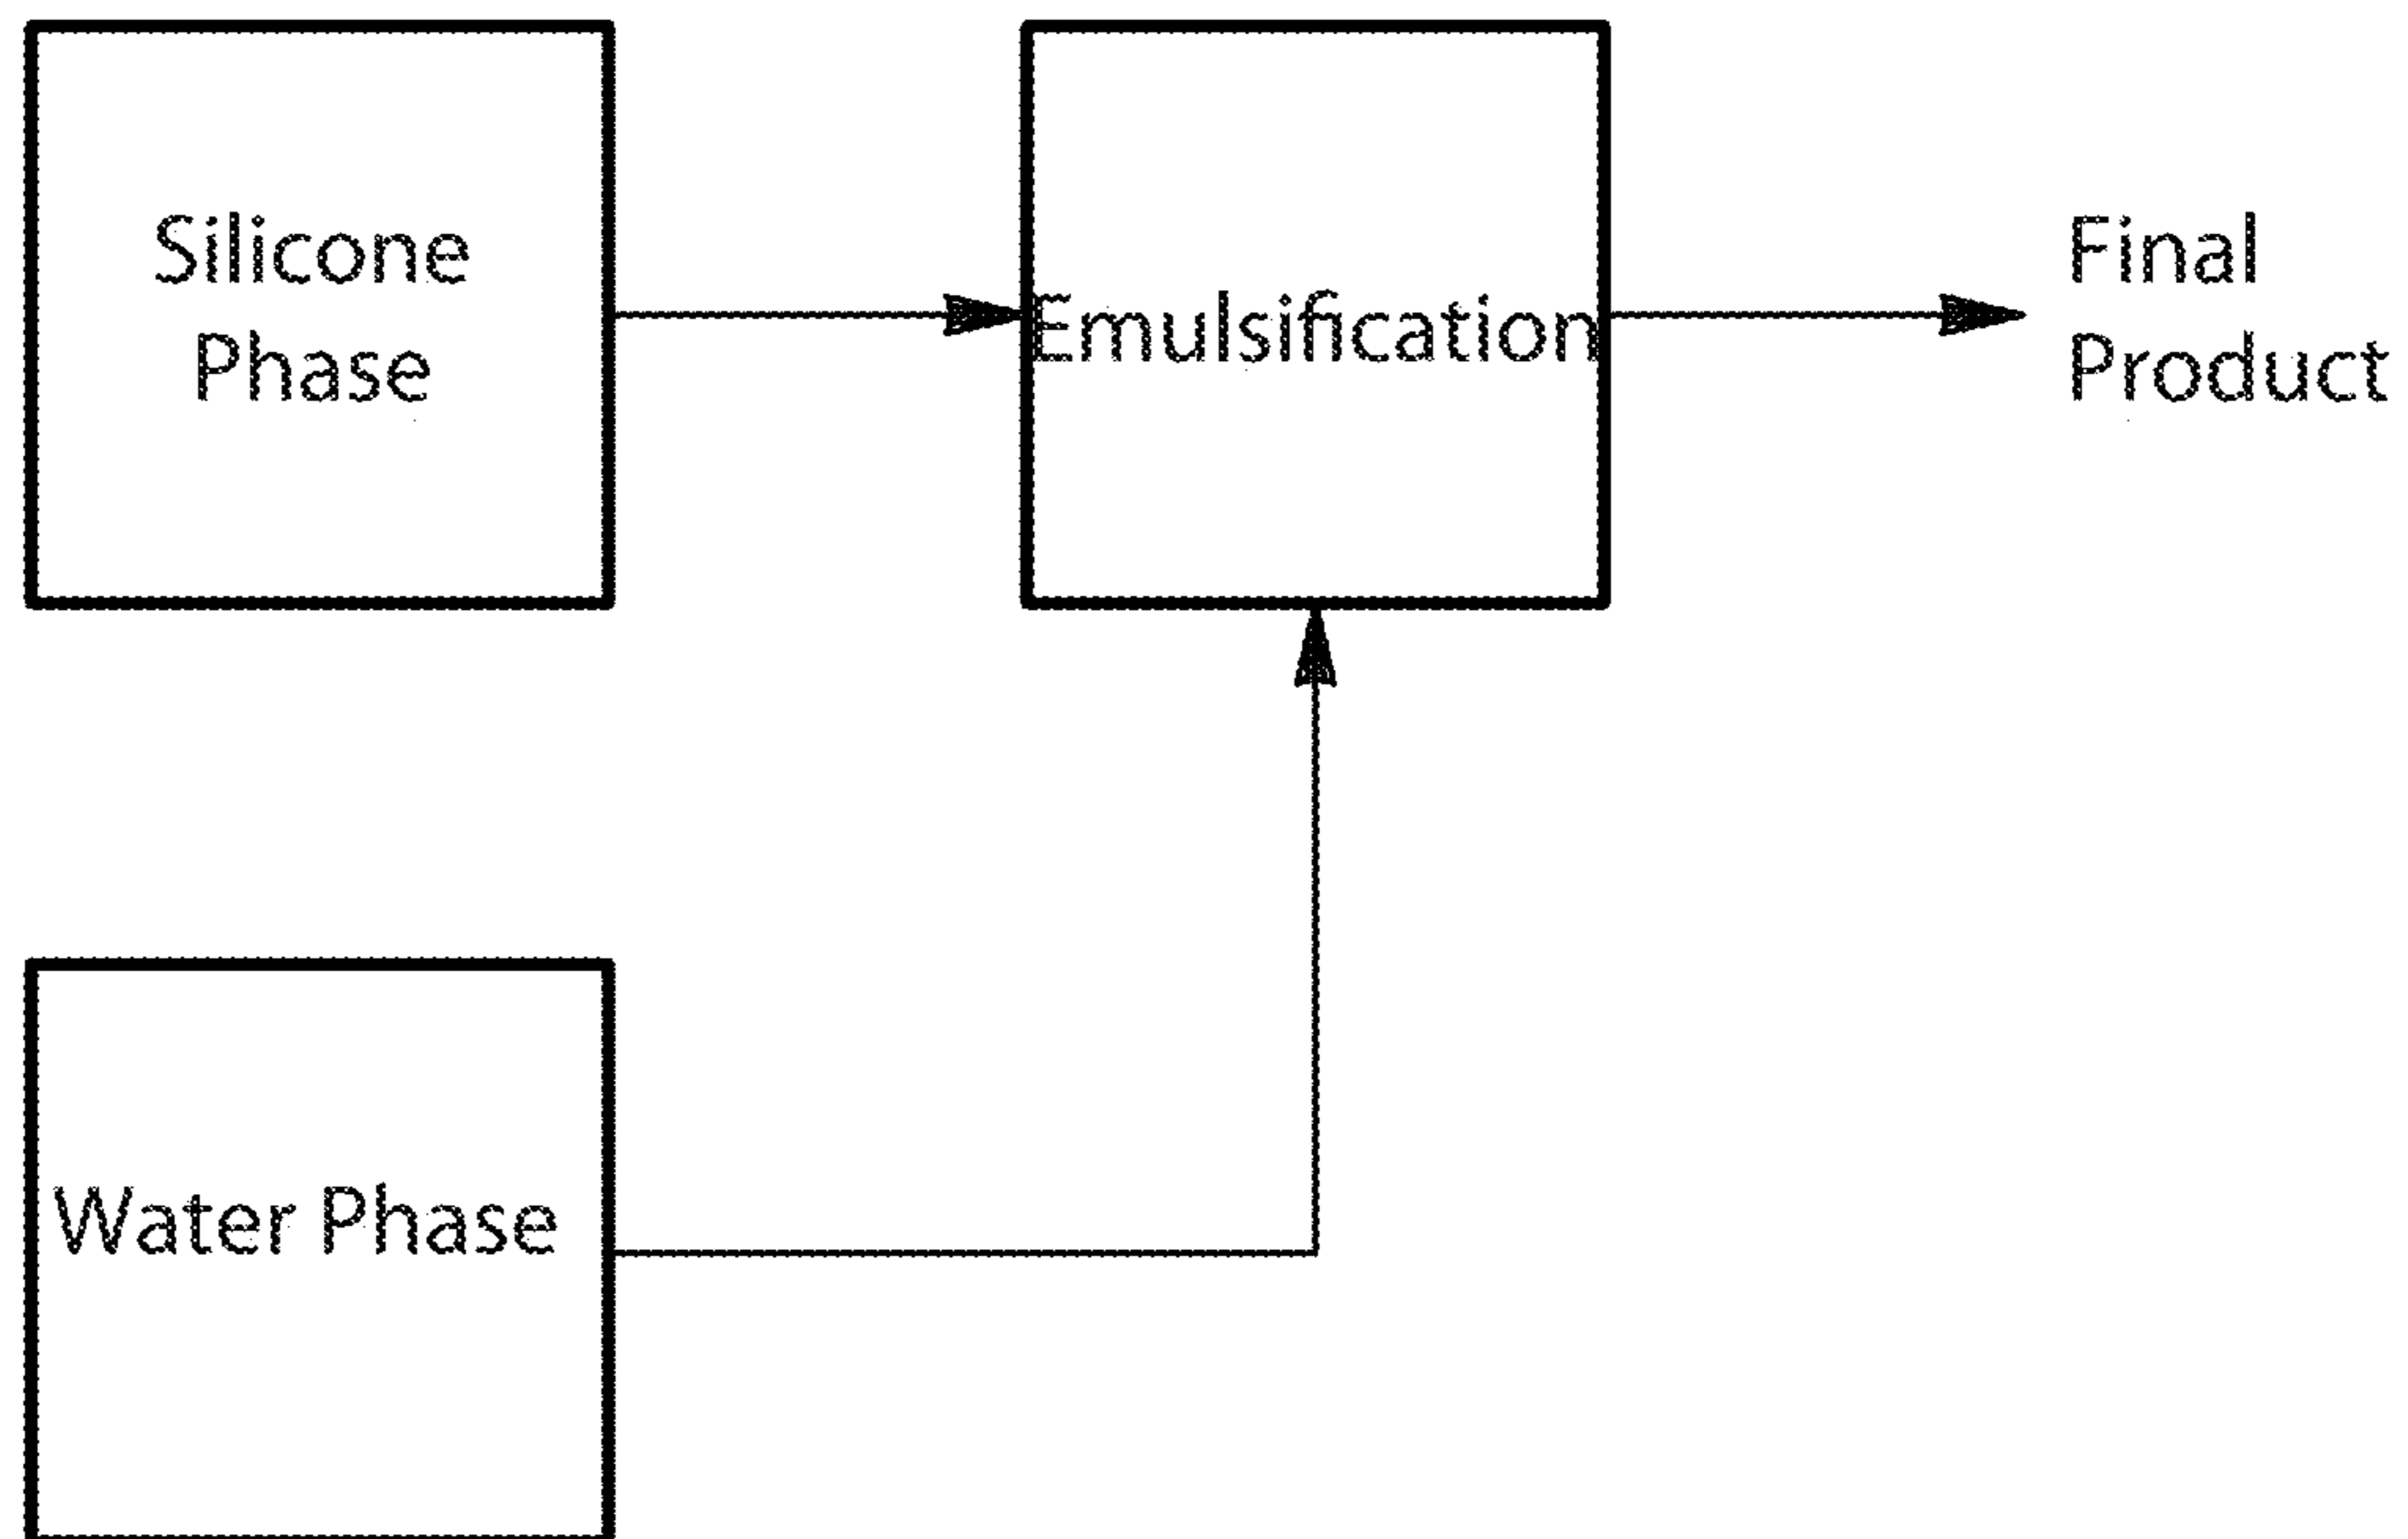 Silicone
Phase
Emulsification
Final
Product
Water Phase